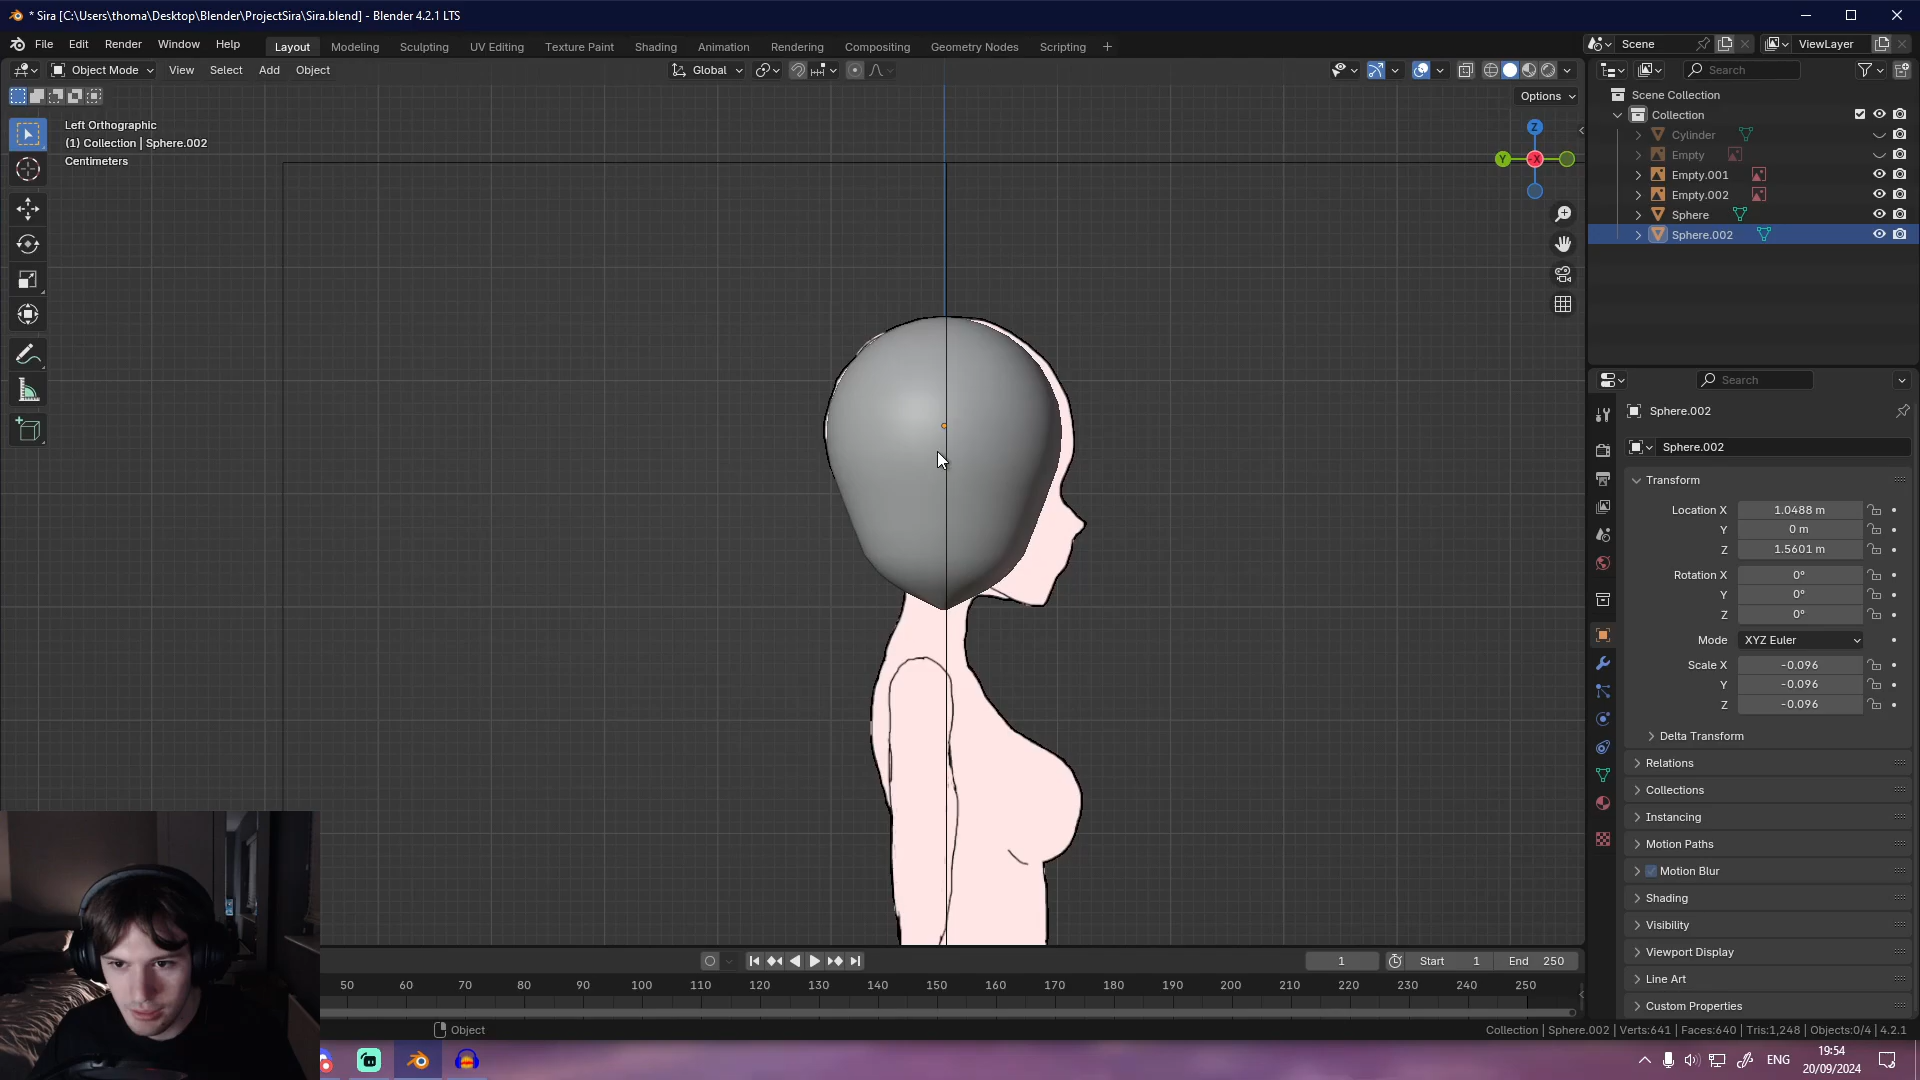 * Sira [C:\Users\thoma\Desktop\Blender\ProjectSira\Sira.blend] - Blender 4.2.1 LTS
File Edit Render Window Help Layout Modeling Sculpting UV Editing Texture Paint Shading Animation Rendering Compositing Geometry Nodes Scripting + Scene ViewLayer
Object Mode View Select Add Object Global Search
Options
Left Orthographic
(1) Collection | Sphere.002
Centimeters
Z
Y
-X
Scene Collection
Collection
Cylinder
Empty
Empty.001
Empty.002
Sphere
Sphere.002
Search
Sphere.002
Sphere.002
Transform
Location X 1.0488 m
Y 0 m
Z 1.5601 m
Rotation X 0°
Y 0°
Z 0°
Mode XYZ Euler
Scale X -0.096
Y -0.096
Z -0.096
Delta Transform
Relations
Collections
Instancing
Motion Paths
Motion Blur
Shading
Visibility
Viewport Display
Line Art
Custom Properties
1 Start 1 End 250
50 60 70 80 90 100 110 120 130 140 150 160 170 180 190 200 210 220 230 240 250
Object
Collection | Sphere.002 | Verts:641 | Faces:640 | Tris:1,248 | Objects:0/4 | 4.2.1
ENG
19:54
20/09/2024